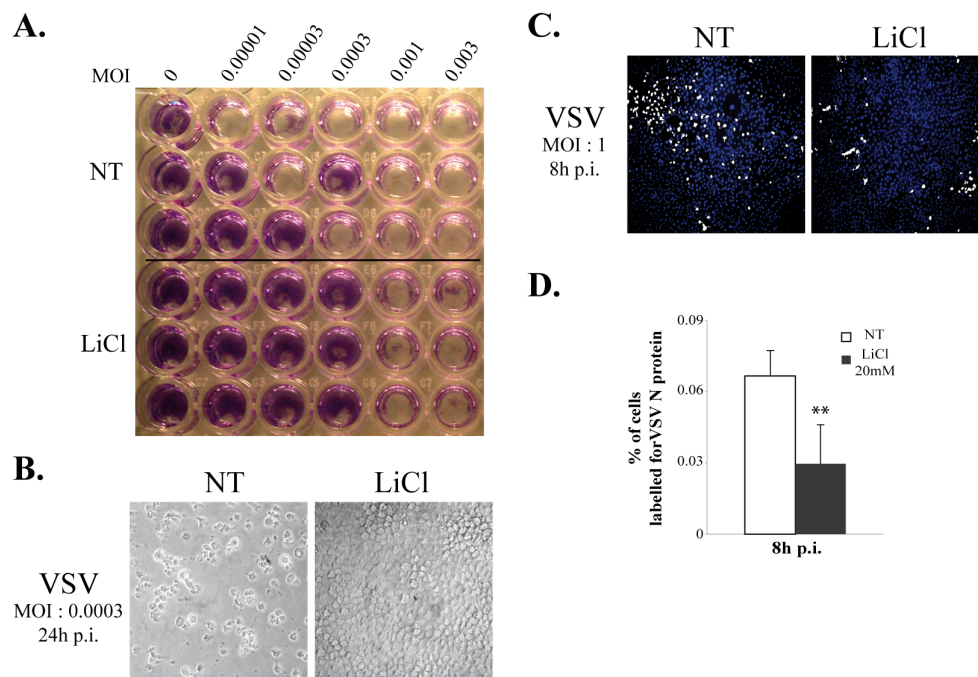 A.
MOI 0 0.00001 0.00003 0.0003 0.001 0.003
NT
LiCl
B.
NT LiCl
VSV
MOI : 0.0003
24h p.i.
C.
NT LiCl
VSV
MOI : 1
8h p.i.
D.
% of cells
labelled forVSV N protein
0.09
0.06
0.03
0
NT
LiCl
20mM
**
8h p.i.